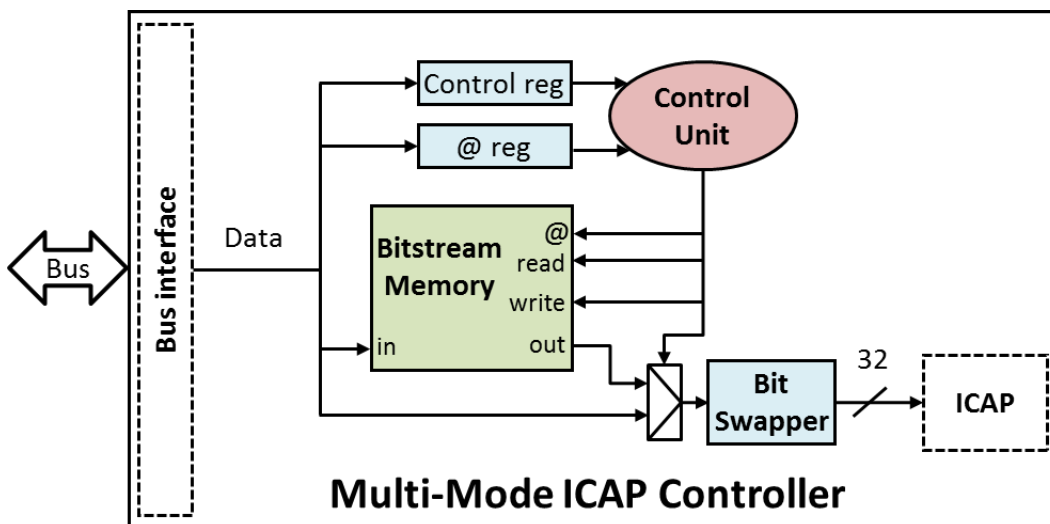 Bus
Bus interface
Data
Control reg
@ reg
Control
Unit
Bitstream
Memory
@
read
write
in
out
Bit
Swapper
32
ICAP
Multi-Mode ICAP Controller